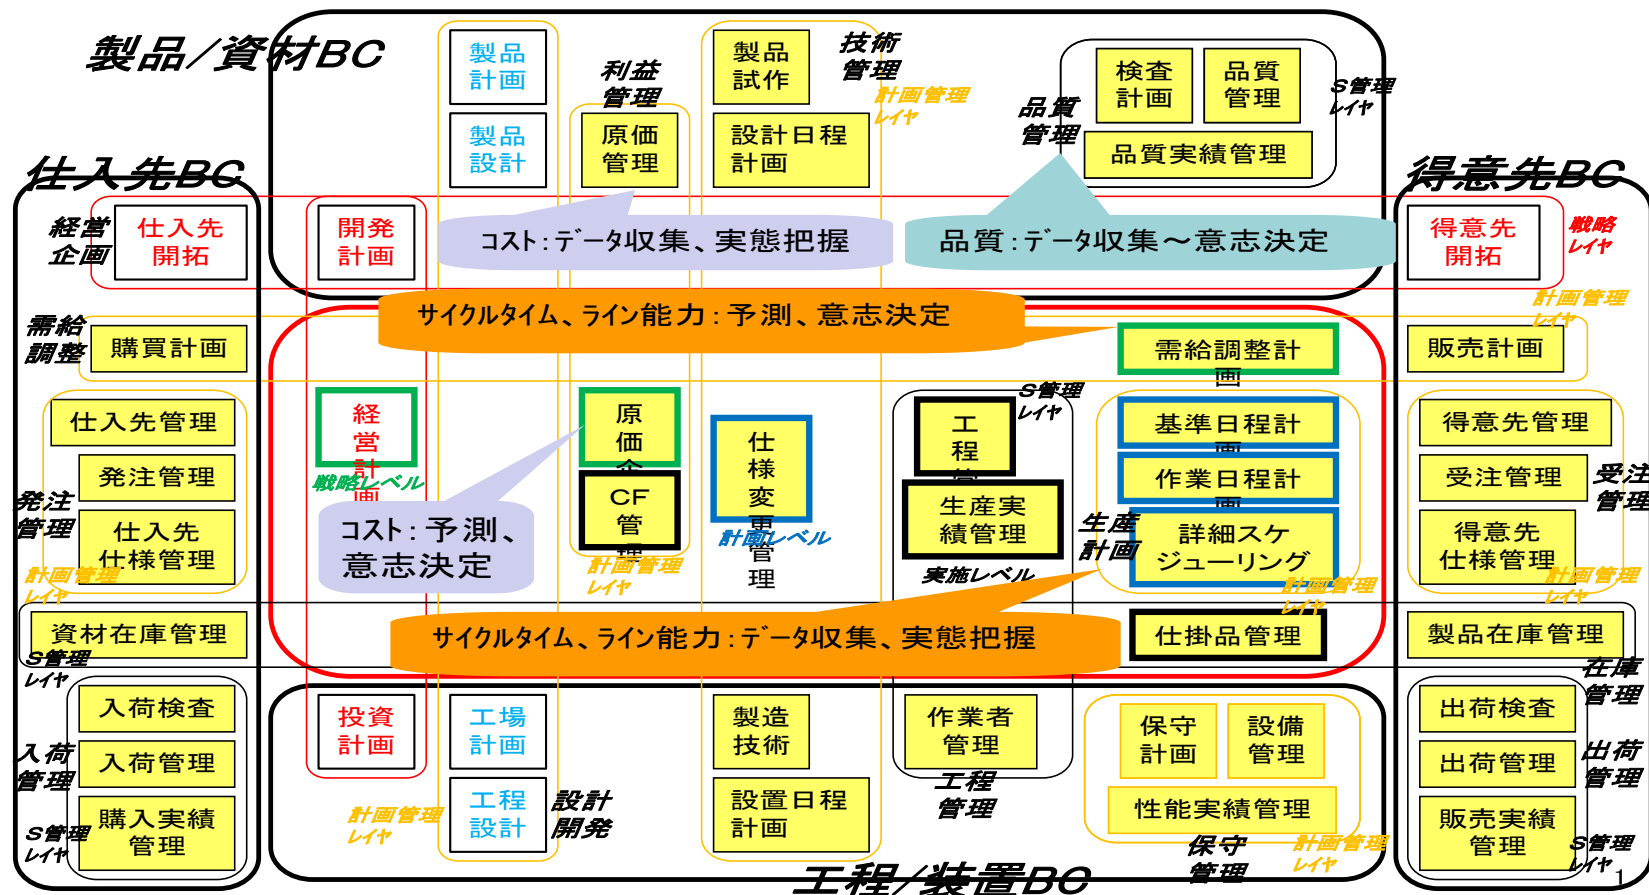 製品/資材BC
製品
計画
製品
設計
利益
管理
原価
管理
製品
試作
設計日程
計画
技術
管理
計画管理
レイヤ
品質
管理
検査
計画
品質
管理
品質実績管理
S管理
レイヤ
仕入先BC
得意先BC
経営
企画
仕入先
開拓
開発
計画
コスト：データ収集、実態把握
品質：データ収集～意志決定
得意先
開拓
戦略
レイヤ
計画管理
レイヤ
サイクルタイム、ライン能力：予測、意志決定
需給
調整
購買計画
需給調整計
画
販売計画
仕入先管理
発注管理
仕入先
仕様管理
発注
管理
計画管理
レイヤ
経
営
計
画
戦略レベル
原
価
企
CF
管
理
計画管理
レイヤ
コスト：予測、
意志決定
仕
様
変
更
管
理
計画レベル
S管理
レイヤ
工
程
管
生産実
績管理
実施レベル
生産
計画
基準日程計
画
作業日程計
画
詳細スケ
ジューリング
計画管理
レイヤ
得意先管理
受注管理
得意先
仕様管理
受注
管理
計画管理
レイヤ
資材在庫管理
S管理
レイヤ
サイクルタイム、ライン能力：データ収集、実態把握
仕掛品管理
製品在庫管理
在庫
管理
入荷検査
入荷管理
購入実績
管理
入荷
管理
S管理
レイヤ
投資
計画
工場
計画
工程
設計
計画管理
レイヤ
設計
開発
製造
技術
設置日程
計画
作業者
管理
工程
管理
保守
計画
設備
管理
性能実績管理
保守
管理
計画管理
レイヤ
出荷検査
出荷管理
販売実績
管理
出荷
管理
S管理
レイヤ
工程/装置BC
1